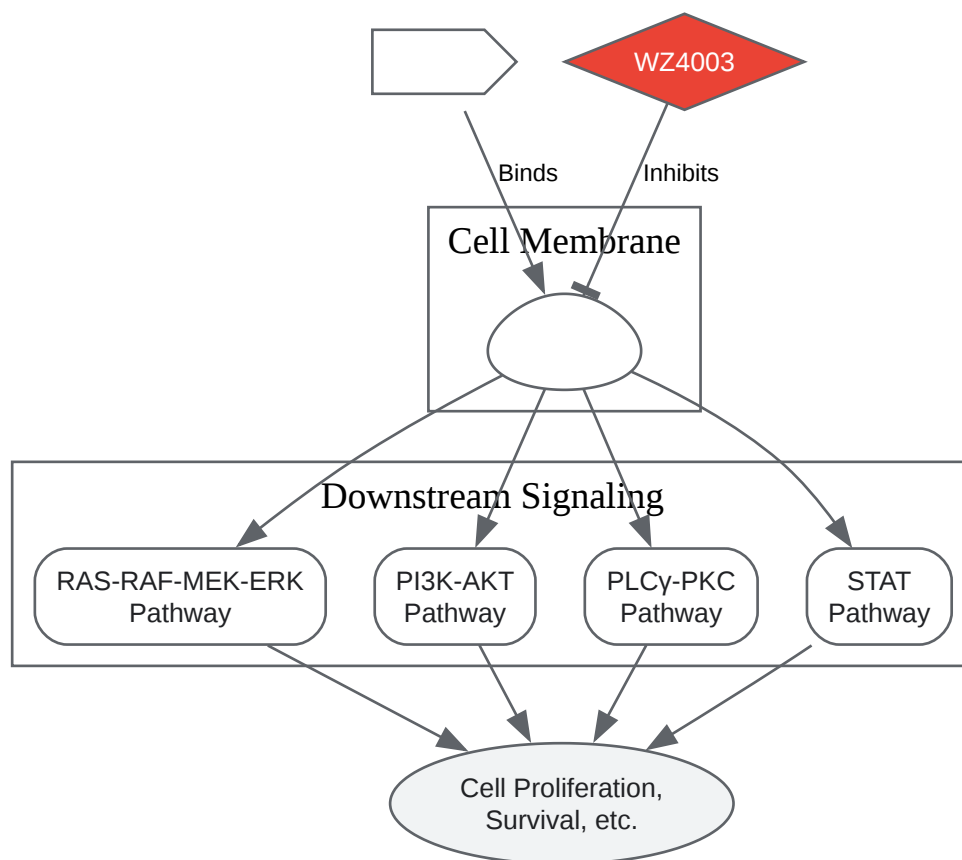 WZ4003
Binds
Inhibits
Cell Membrane
Downstream Signaling
RAS-RAF-MEK-ERK
Pathway
PI3K-AKT
Pathway
PLCγ-PKC
Pathway
STAT
Pathway
Cell Proliferation,
Survival, etc.